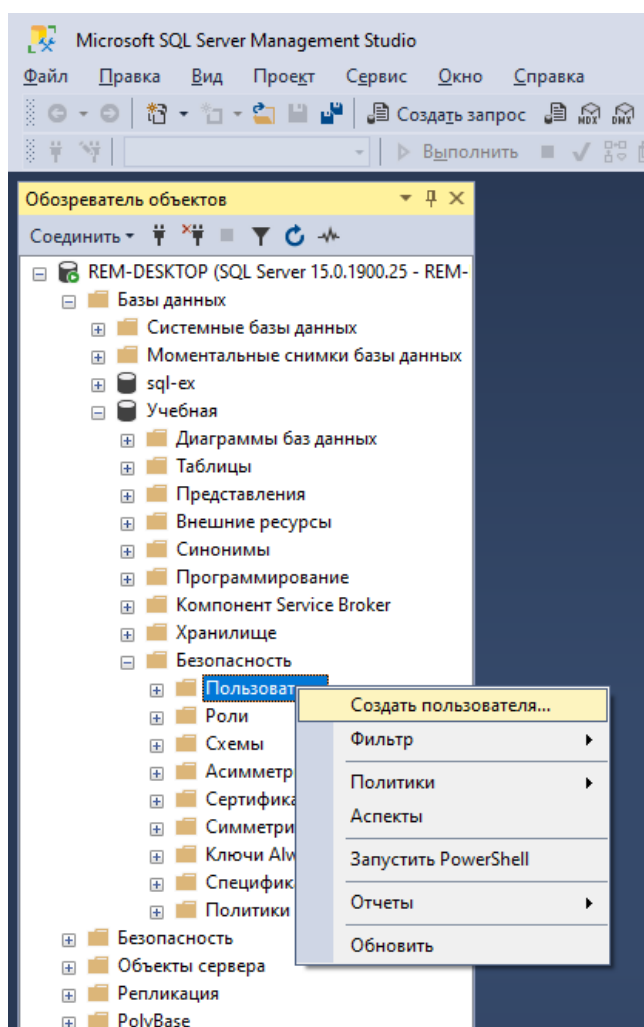 Microsoft SQL Server Management Studio
Файл Правка Вид Проект Сервис Окно Справка
Создать запрос MDX DMX
Выполнить
Обозреватель объектов
Соединить
REM-DESKTOP (SQL Server 15.0.1900.25 - REM-
Базы данных
Системные базы данных
Моментальные снимки базы данных
sql-ex
Учебная
Диаграммы баз данных
Таблицы
Представления
Внешние ресурсы
Синонимы
Программирование
Компонент Service Broker
Хранилище
Безопасность
Пользоват
Создать пользователя...
Роли
Фильтр
Схемы
Асимметр
Политики
Сертифика
Аспекты
Симметри
Ключи Alw
Запустить PowerShell
Специфик
Отчеты
Политики
Безопасность
Обновить
Объекты сервера
Репликация
PolyBase